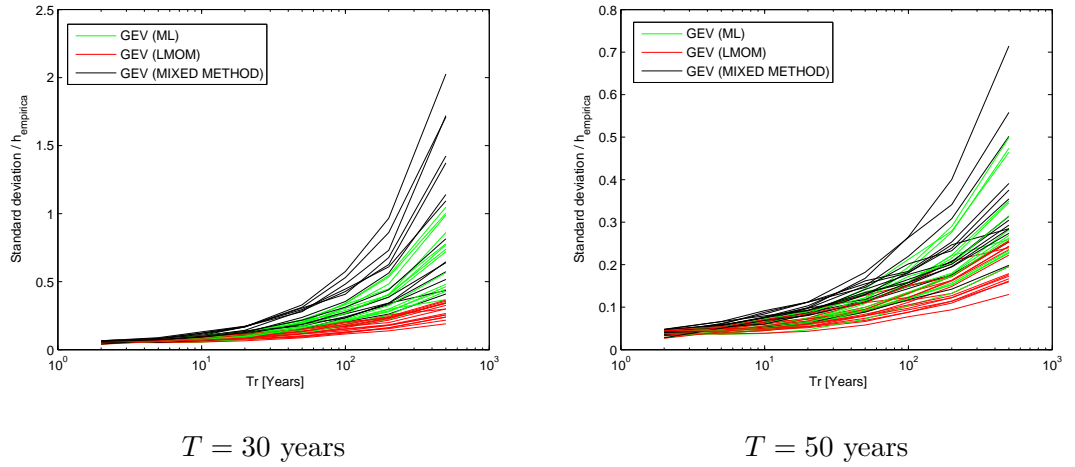 GEV (ML)
GEV (LMOM)
GEV (MIXED METHOD)
Standard deviation / h_empirica
2.5
2
1.5
1
0.5
0
10^0
10^1
10^2
10^3
Tr [Years]
T = 30 years
GEV (ML)
GEV (LMOM)
GEV (MIXED METHOD)
Standard deviation / h_empirica
0.8
0.7
0.6
0.5
0.4
0.3
0.2
0.1
0
10^0
10^1
10^2
10^3
Tr [Years]
T = 50 years